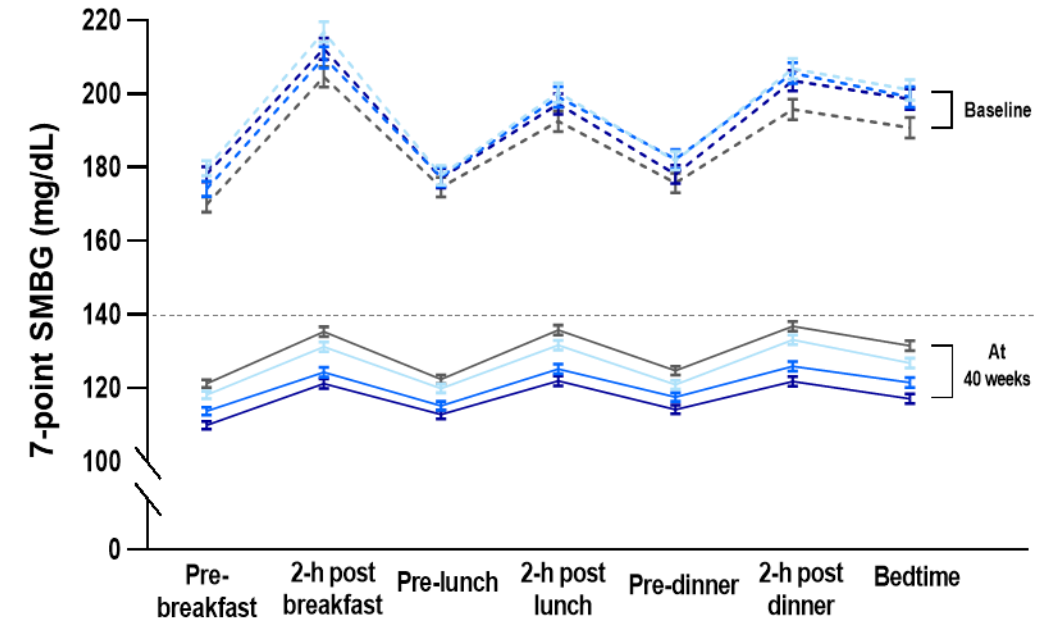 7-point SMBG (mg/dL)
220
200
180
160
140
120
100
0
Baseline
At
40 weeks
Pre-
breakfast
2-h post
breakfast
Pre-lunch
2-h post
lunch
Pre-dinner
2-h post
dinner
Bedtime